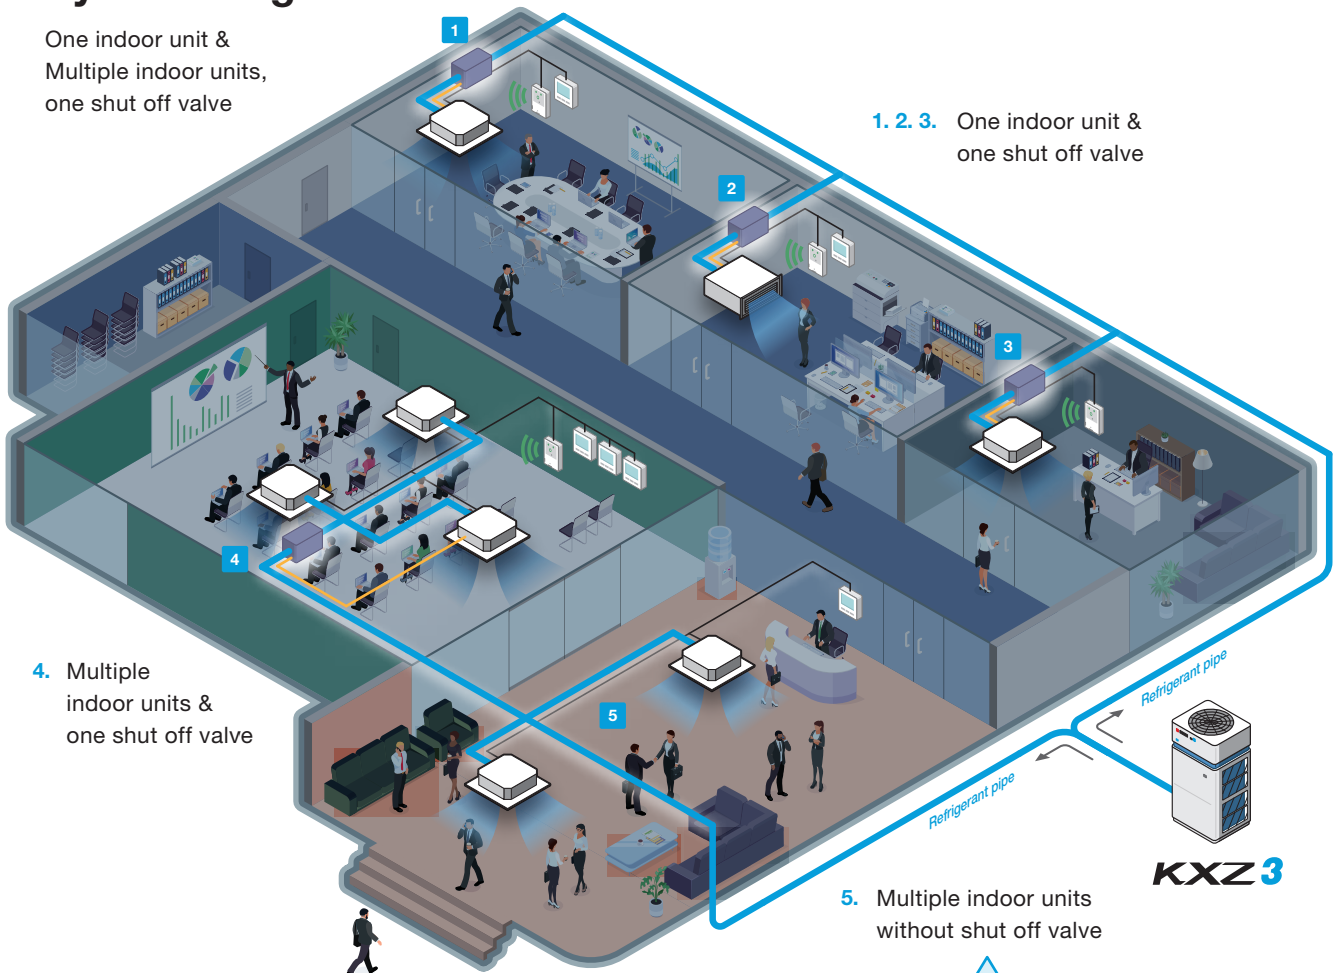 One indoor unit &
Multiple indoor units,
one shut off valve
1
1. 2. 3. One indoor unit &
one shut off valve
2
3
4
4. Multiple
indoor units &
one shut off valve
5
Refrigerant pipe
Refrigerant pipe
KXZ3
5. Multiple indoor units
without shut off valve